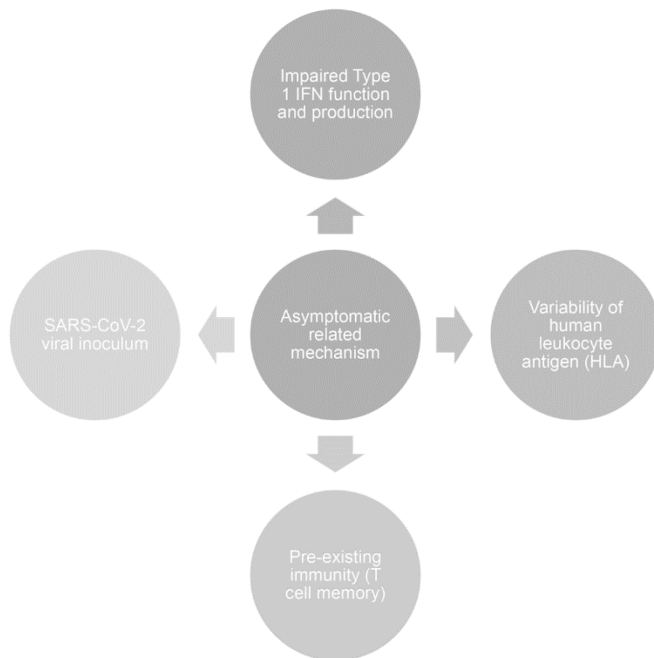 Impaired Type
1 IFN function
and production
SARS-CoV-2
viral inoculum
Asymptomatic
related
mechanism
Variability of
human
leukocyte
antigen (HLA)
Pre-existing
immunity (T
cell memory)